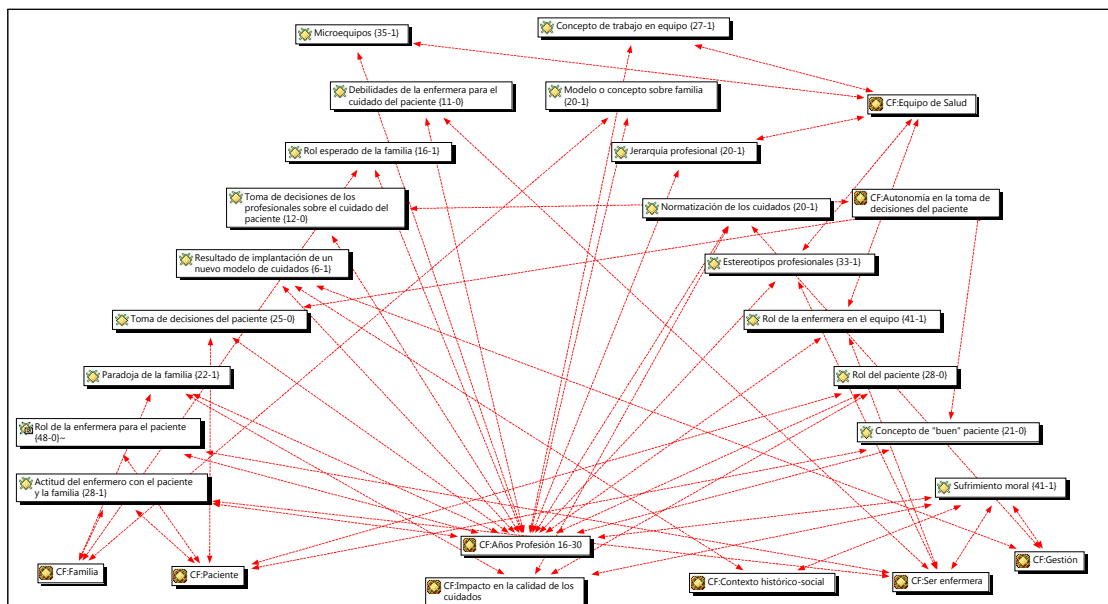 Microequipos {35-1}
Concepto de trabajo en equipo {27-1}
Debilidades de la enfermera para el
cuidado del paciente {11-0}
Modelo o concepto sobre familia
{20-1}
CF:Equipo de Salud
Rol esperado de la familia {16-1}
Jerarquía profesional {20-1}
Toma de decisiones de los
profesionales sobre el cuidado del
paciente {12-0}
Normatización de los cuidados {20-1}
CF:Autonomía en la toma de
decisiones del paciente
Resultado de implantación de un
nuevo modelo de cuidados {6-1}
Estereotipos profesionales {33-1}
Toma de decisiones del paciente {25-0}
Rol de la enfermera en el equipo {41-1}
Paradoja de la familia {22-1}
Rol del paciente {28-0}
Rol de la enfermera para el paciente
{48-0}~
Concepto de "buen" paciente {21-0}
Actitud del enfermero con el paciente
y la familia {28-1}
Sufrimiento moral {41-1}
CF:Años Profesión 16-30
CF:Familia
CF:Paciente
CF:Impacto en la calidad de los
cuidados
CF:Contexto histórico-social
CF:Ser enfermera
CF:Gestión